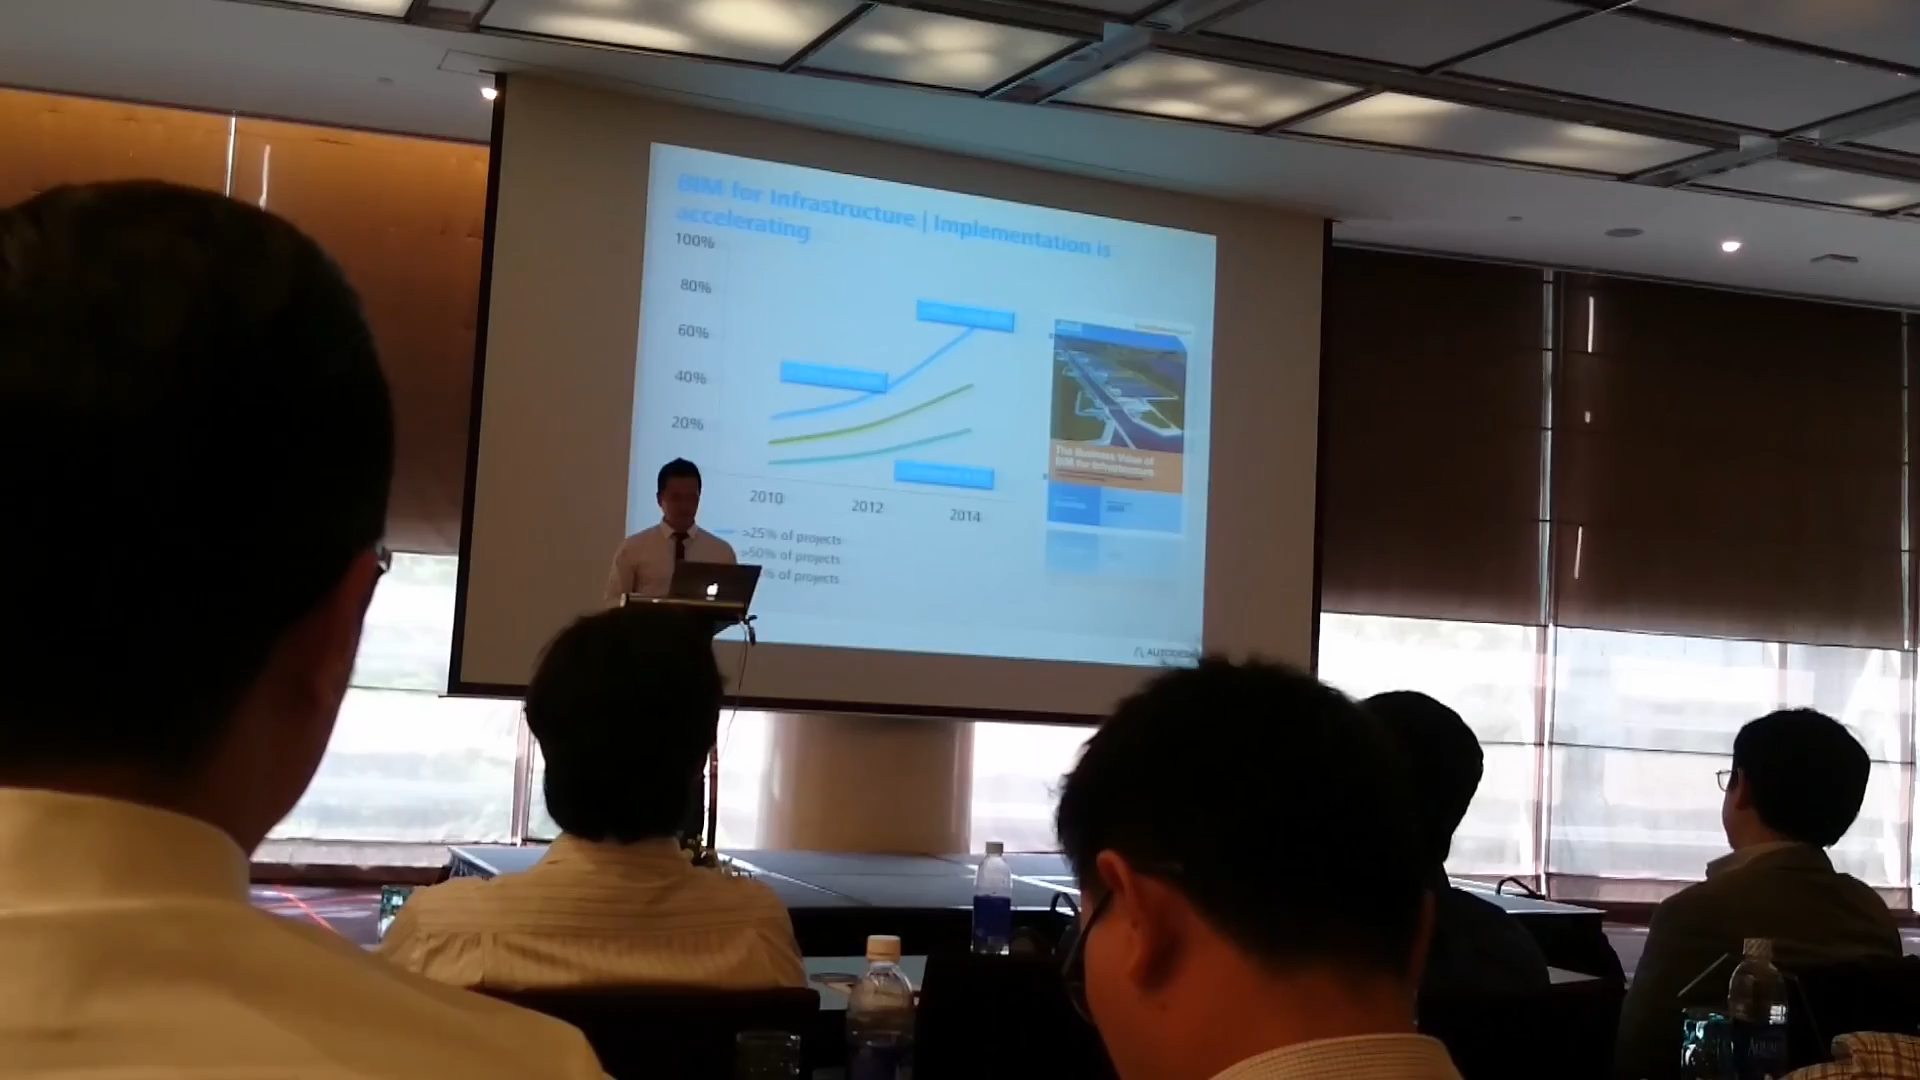 BIM for Infrastructure | Implementation is
accelerating
100%
80%
60%
40%
20%
2010
2012
2014
>25% of projects
>50% of projects
% of projects
The Business Value of
BIM for Infrastructure
AUTODESK